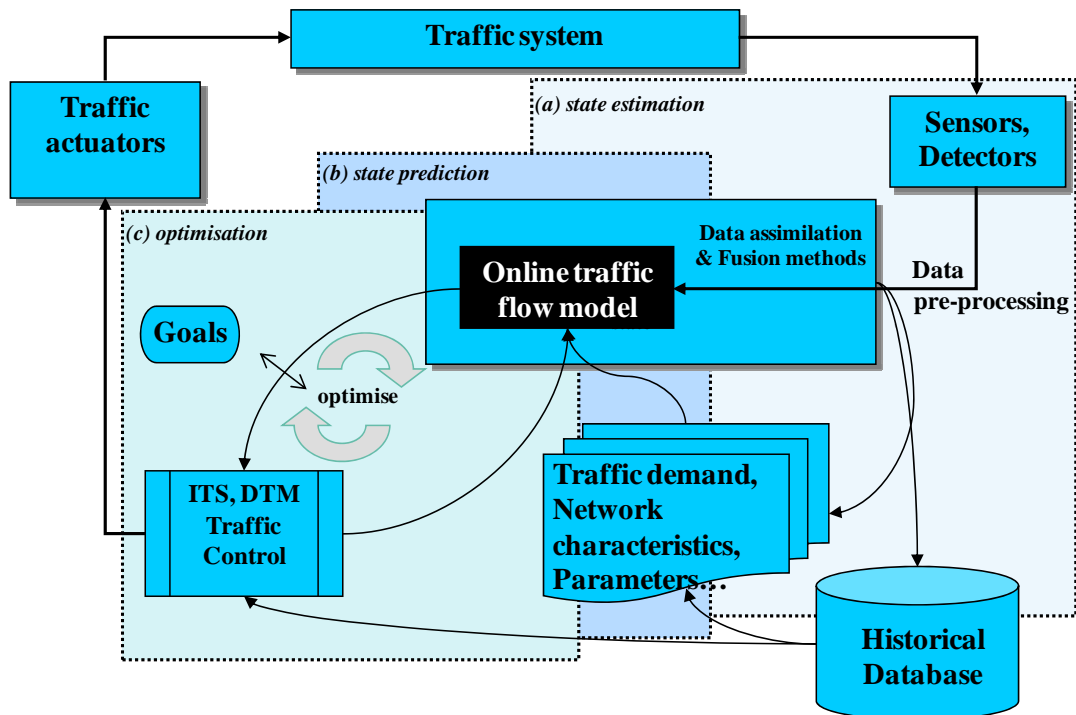 Traffic system
Traffic
actuators
(a) state estimation
Sensors,
Detectors
(b) state prediction
(c) optimisation
Data assimilation
& Fusion methods
Online traffic
flow model
Data
pre-processing
Goals
optimise
ITS, DTM
Traffic
Control
Traffic demand,
Network
characteristics,
Parameters…
Historical
Database